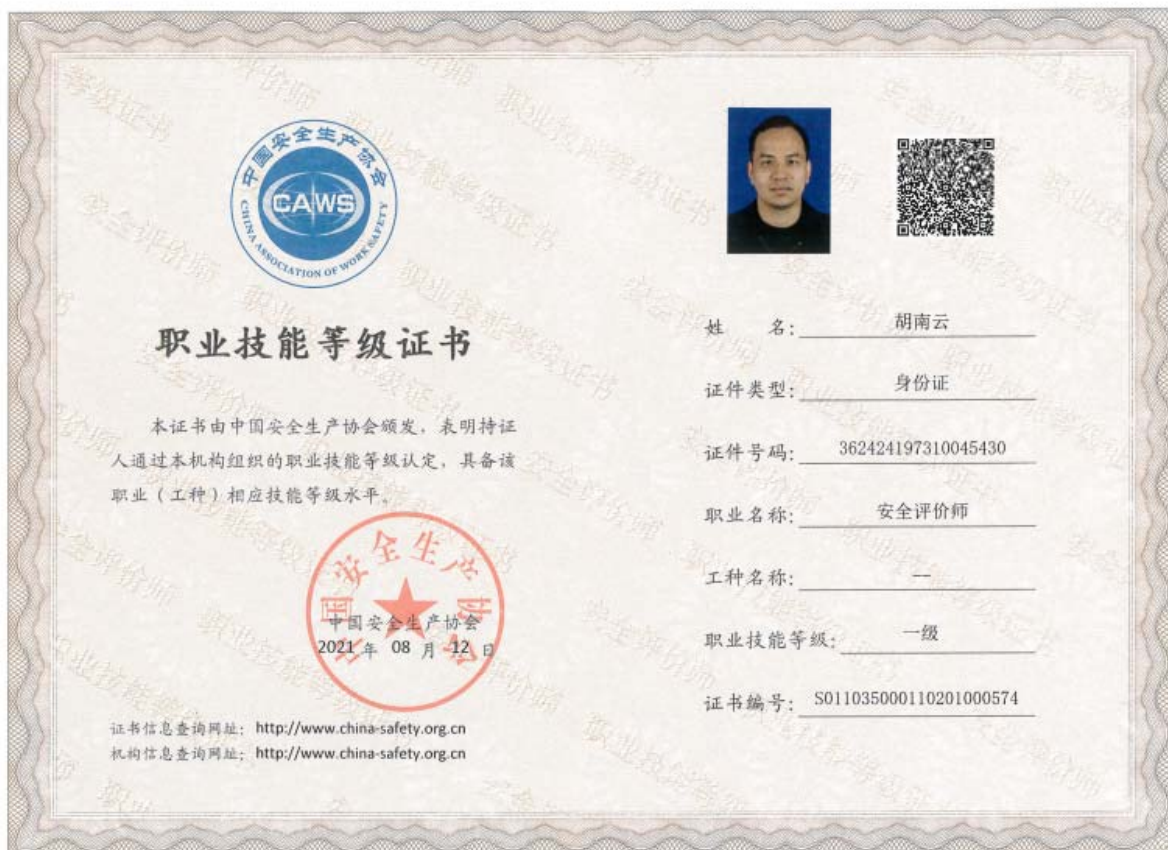 中国安全生产协会
CAWS
CHINA ASSOCIATION OF WORK SAFETY
职业技能等级证书
本证书由中国安全生产协会颁发，表明持证
人通过本机构组织的职业技能等级认定，具备该
职业（工种）相应技能等级水平。
中国安全生产协会
中国安全生产协会
2021 年 08 月 12 日
证书信息查询网址：http://www.china-safety.org.cn
机构信息查询网址：http://www.china-safety.org.cn
姓 名：胡南云
证件类型：身份证
证件号码：362424197310045430
职业名称：安全评价师
工种名称：--
职业技能等级：一级
证书编号：S011035000110201000574